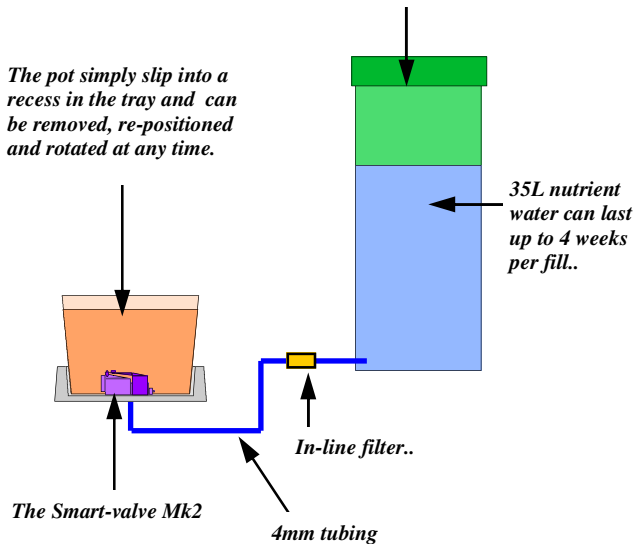 The pot simply slip into a
recess in the tray and can
be removed, re-positioned
and rotated at any time.
35L nutrient
water can last
up to 4 weeks
per fill..
In-line filter..
The Smart-valve Mk2
4mm tubing